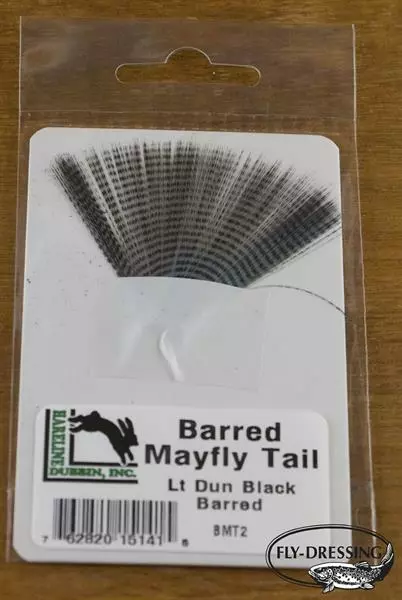 HARELINE
DUBBIN, INC.
Barred
Mayfly Tail
Lt Dun Black
Barred
BMT2
7 62820 15141 8
FLY-DRESSING